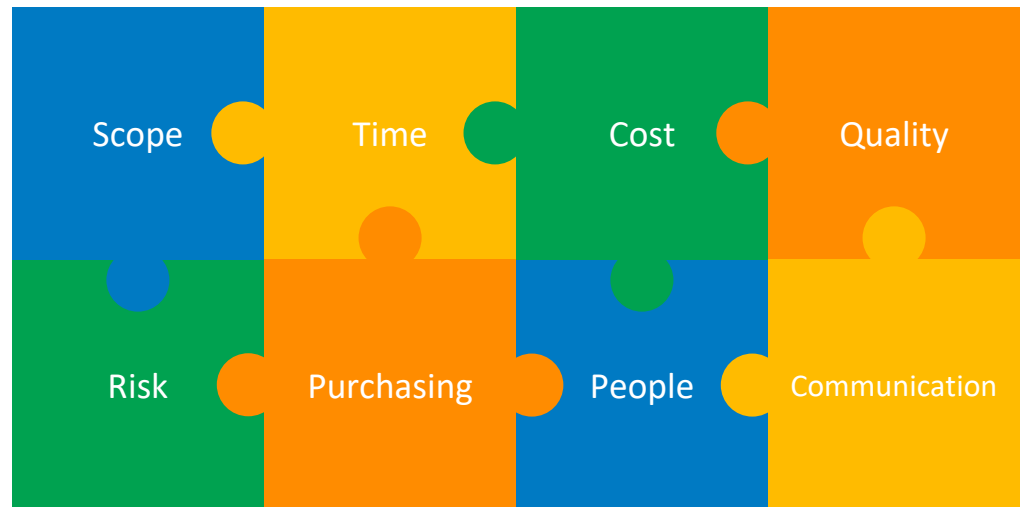 Scope
Time
Cost
Quality
Risk
Purchasing
People
Communication